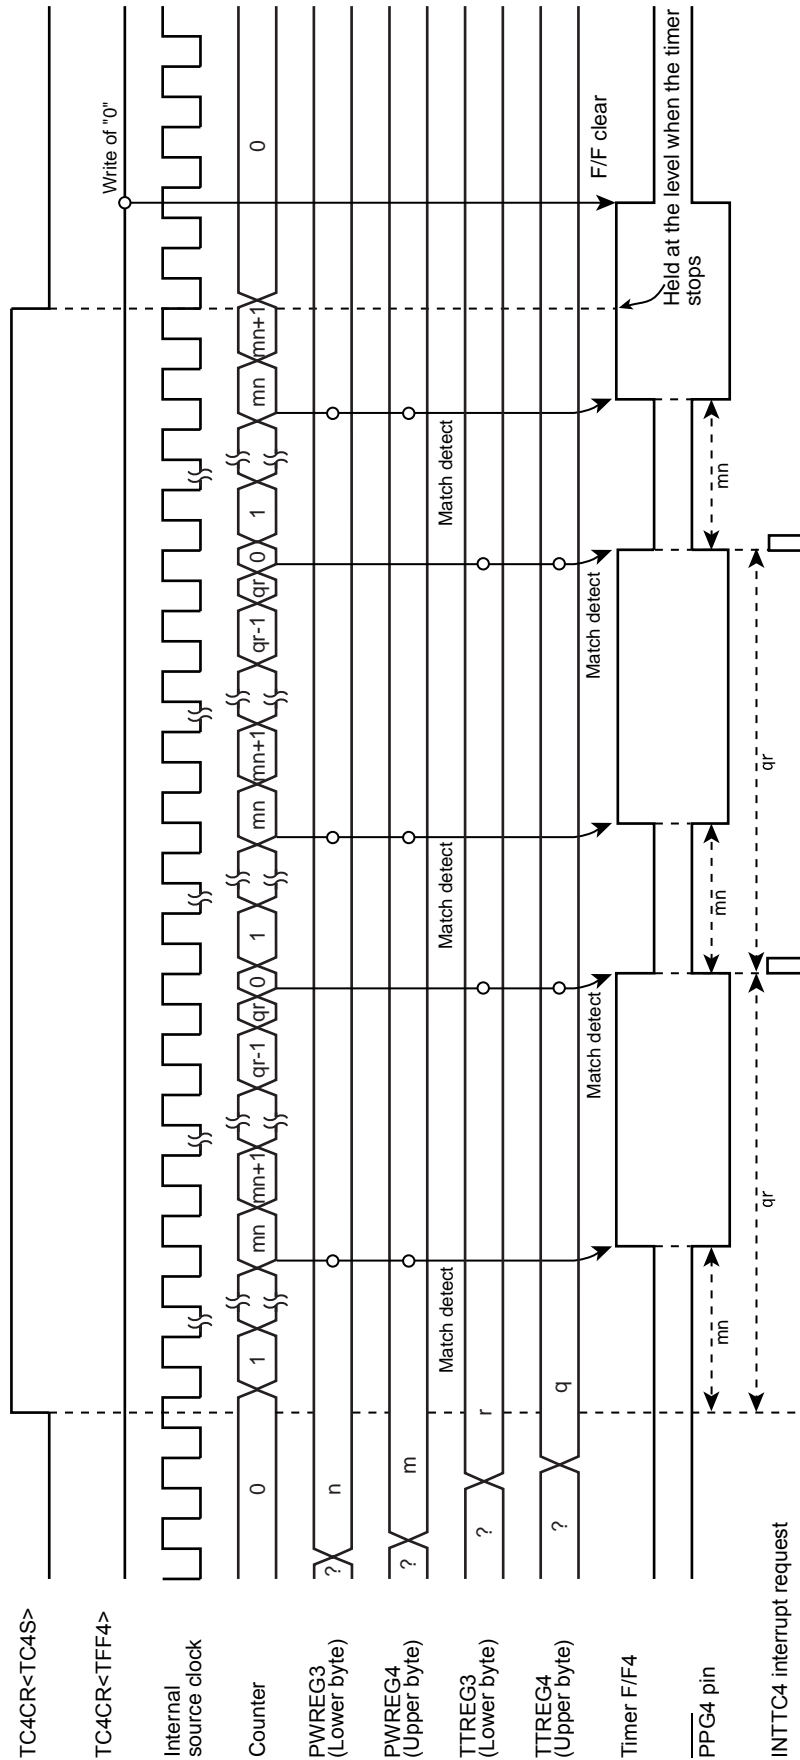 TC4CR<TC4S>
TC4CR<TFF4>
Write of "0"
Internal
source clock
Counter
0
1
mn
mn+1
qr-1
qr
0
1
mn
mn+1
qr-1
qr
0
1
mn
mn+1
0
PWREG3
(Lower byte)
?
n
PWREG4
(Upper byte)
?
m
Match detect
Match detect
Match detect
TTREG3
(Lower byte)
?
r
TTREG4
(Upper byte)
?
q
Match detect
Match detect
F/F clear
Timer F/F4
Held at the level when the timer
stops
PPG4 pin
mn
mn
mn
qr
qr
INTTC4 interrupt request